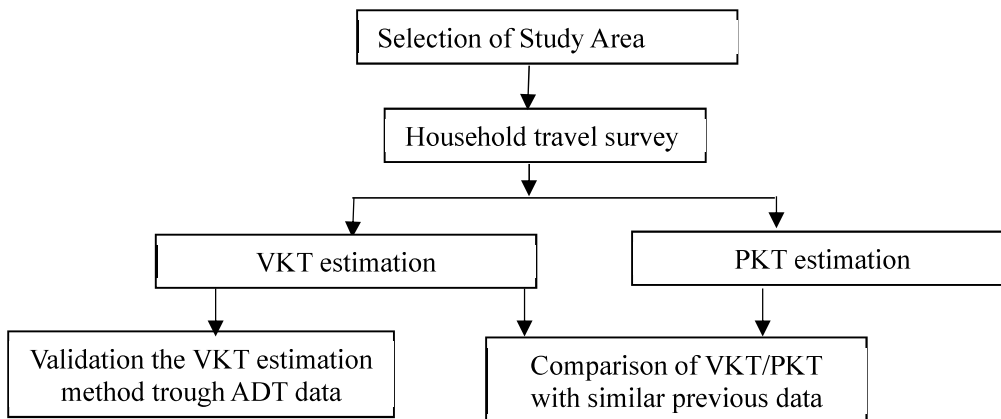 Selection of Study Area
Household travel survey
VKT estimation
PKT estimation
Validation the VKT estimation
method trough ADT data
Comparison of VKT/PKT
with similar previous data